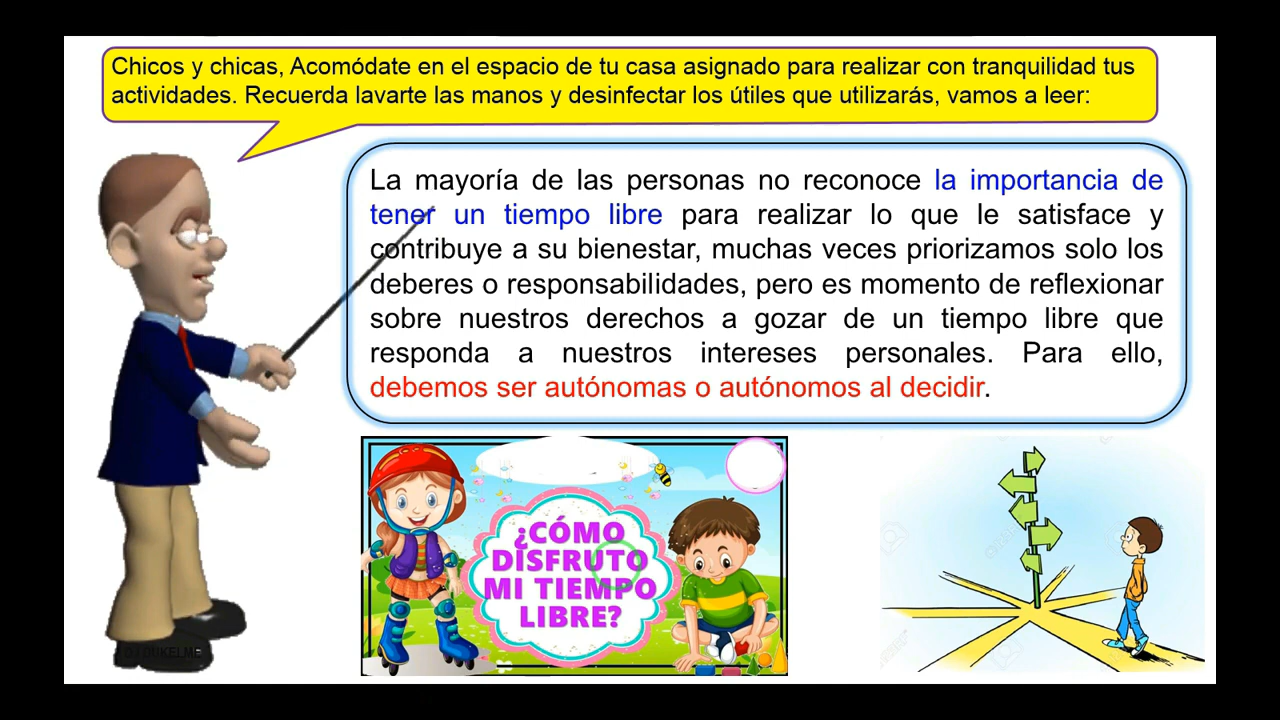 Chicos y chicas, Acomódate en el espacio de tu casa asignado para realizar con tranquilidad tus
actividades. Recuerda lavarte las manos y desinfectar los útiles que utilizarás, vamos a leer:
La mayoría de las personas no reconoce la importancia de
tener un tiempo libre para realizar lo que le satisface y
contribuye a su bienestar, muchas veces priorizamos solo los
deberes o responsabilidades, pero es momento de reflexionar
sobre nuestros derechos a gozar de un tiempo libre que
responda a nuestros intereses personales. Para ello,
debemos ser autónomas o autónomos al decidir.
¿CÓMO
DISFRUTO
MI TIEMPO
LIBRE?